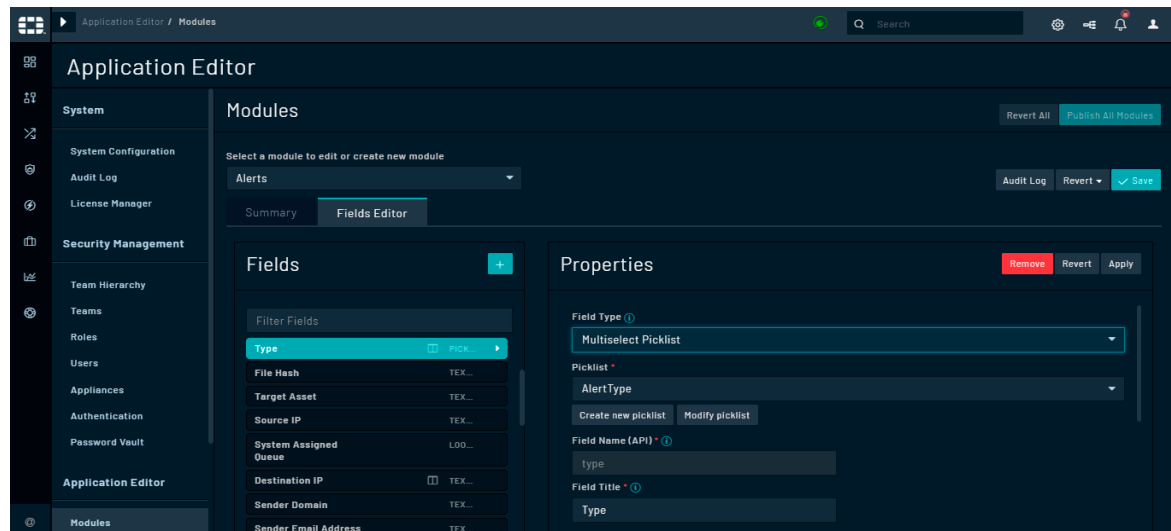 Application Editor / Modules
Search
Application Editor
System
System Configuration
Audit Log
License Manager
Security Management
Team Hierarchy
Teams
Roles
Users
Appliances
Authentication
Password Vault
Application Editor
Modules
Modules
Revert All
Publish All Modules
Select a module to edit or create new module
Alerts
Audit Log
Revert
Save
Summary
Fields Editor
Fields
+
Filter Fields
Type PICK...
File Hash TEX...
Target Asset TEX...
Source IP TEX...
System Assigned LOO...
Queue
Destination IP TEX...
Sender Domain TEX...
Sender Email Address TEX
Properties
Remove
Revert
Apply
Field Type
Multiselect Picklist
Picklist *
AlertType
Create new picklist
Modify picklist
Field Name (API) *
type
Field Title *
Type
@